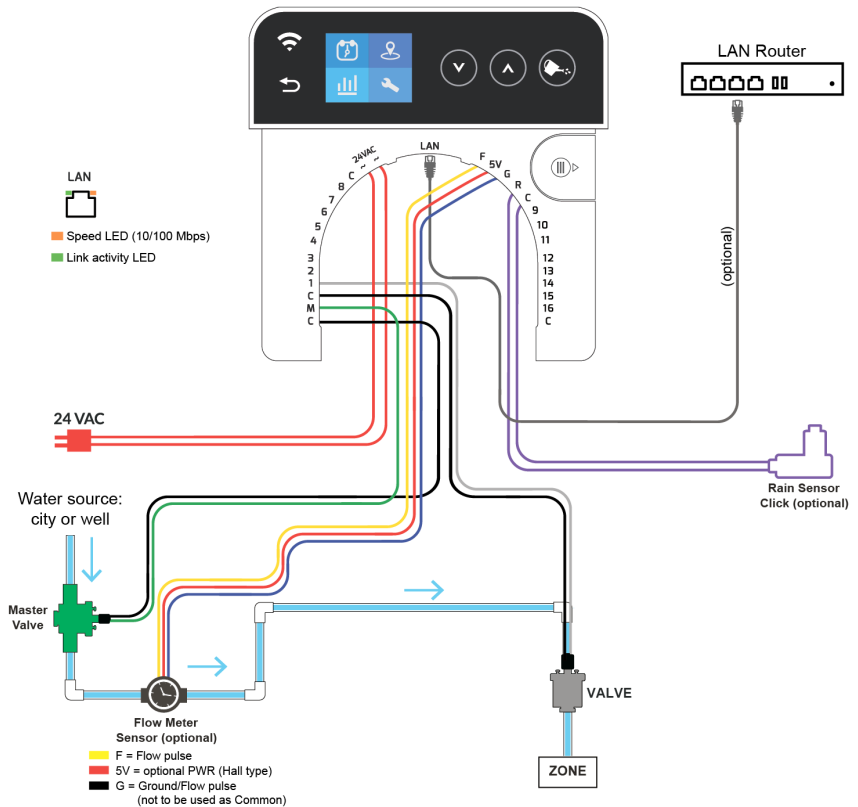 LAN Router
LAN
24VAC
~ ~
C
8
7
6
5
4
3
2
1
C
M
C
F
5V
G
R
C
9
10
11
12
13
14
15
16
C
LAN
Speed LED (10/100 Mbps)
Link activity LED
(optional)
24 VAC
Rain Sensor
Click (optional)
Water source:
city or well
Master
Valve
Flow Meter
Sensor (optional)
F = Flow pulse
5V = optional PWR (Hall type)
G = Ground/Flow pulse
(not to be used as Common)
VALVE
ZONE